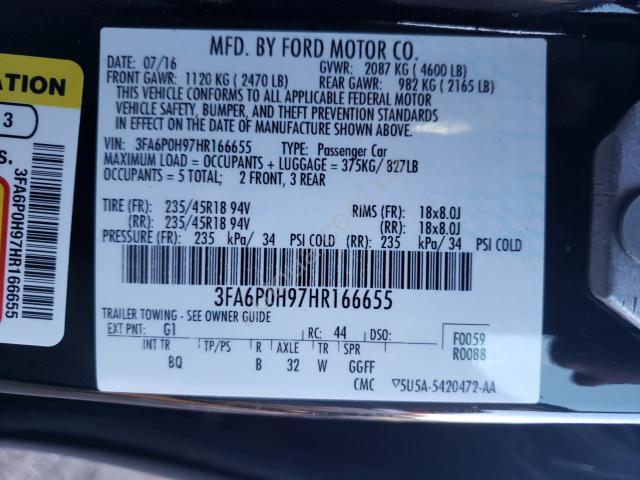 MFD. BY FORD MOTOR CO.
DATE: 07/16 GVWR: 2087 KG (4600 LB)
FRONT GAWR: 1120 KG (2470 LB) REAR GAWR: 982 KG (2165 LB)
THIS VEHICLE CONFORMS TO ALL APPLICABLE FEDERAL MOTOR
VEHICLE SAFETY, BUMPER, AND THEFT PREVENTION STANDARDS
IN EFFECT ON THE DATE OF MANUFACTURE SHOWN ABOVE.
VIN: 3FA6P0H97HR166655 TYPE: Passenger Car
MAXIMUM LOAD = OCCUPANTS + LUGGAGE = 375KG/827LB
OCCUPANTS = 5 TOTAL; 2 FRONT, 3 REAR
TIRE (FR): 235/45R18 94V RIMS (FR): 18x8.0J
(RR): 235/45R18 94V (RR): 18x8.0J
PRESSURE (FR): 235 kPa/ 34 PSI COLD (RR): 235 kPa/34 PSI COLD
3FA6P0H97HR166655
TRAILER TOWING - SEE OWNER GUIDE
EXT PNT: G1 RC: 44 DSO: F0059
R0088
INT TR TP/PS R AXLE TR SPR
BQ B 32 W GGFF
CMC ▽5U5A-5420472-AA
ATION
3
S.
3FA6P0H97HR166655